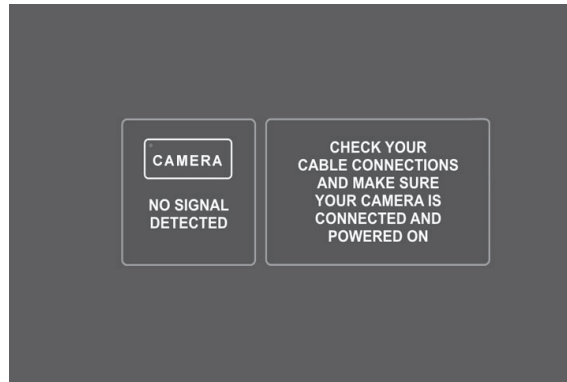 CAMERA
NO SIGNAL
DETECTED
CHECK YOUR
CABLE CONNECTIONS
AND MAKE SURE
YOUR CAMERA IS
CONNECTED AND
POWERED ON